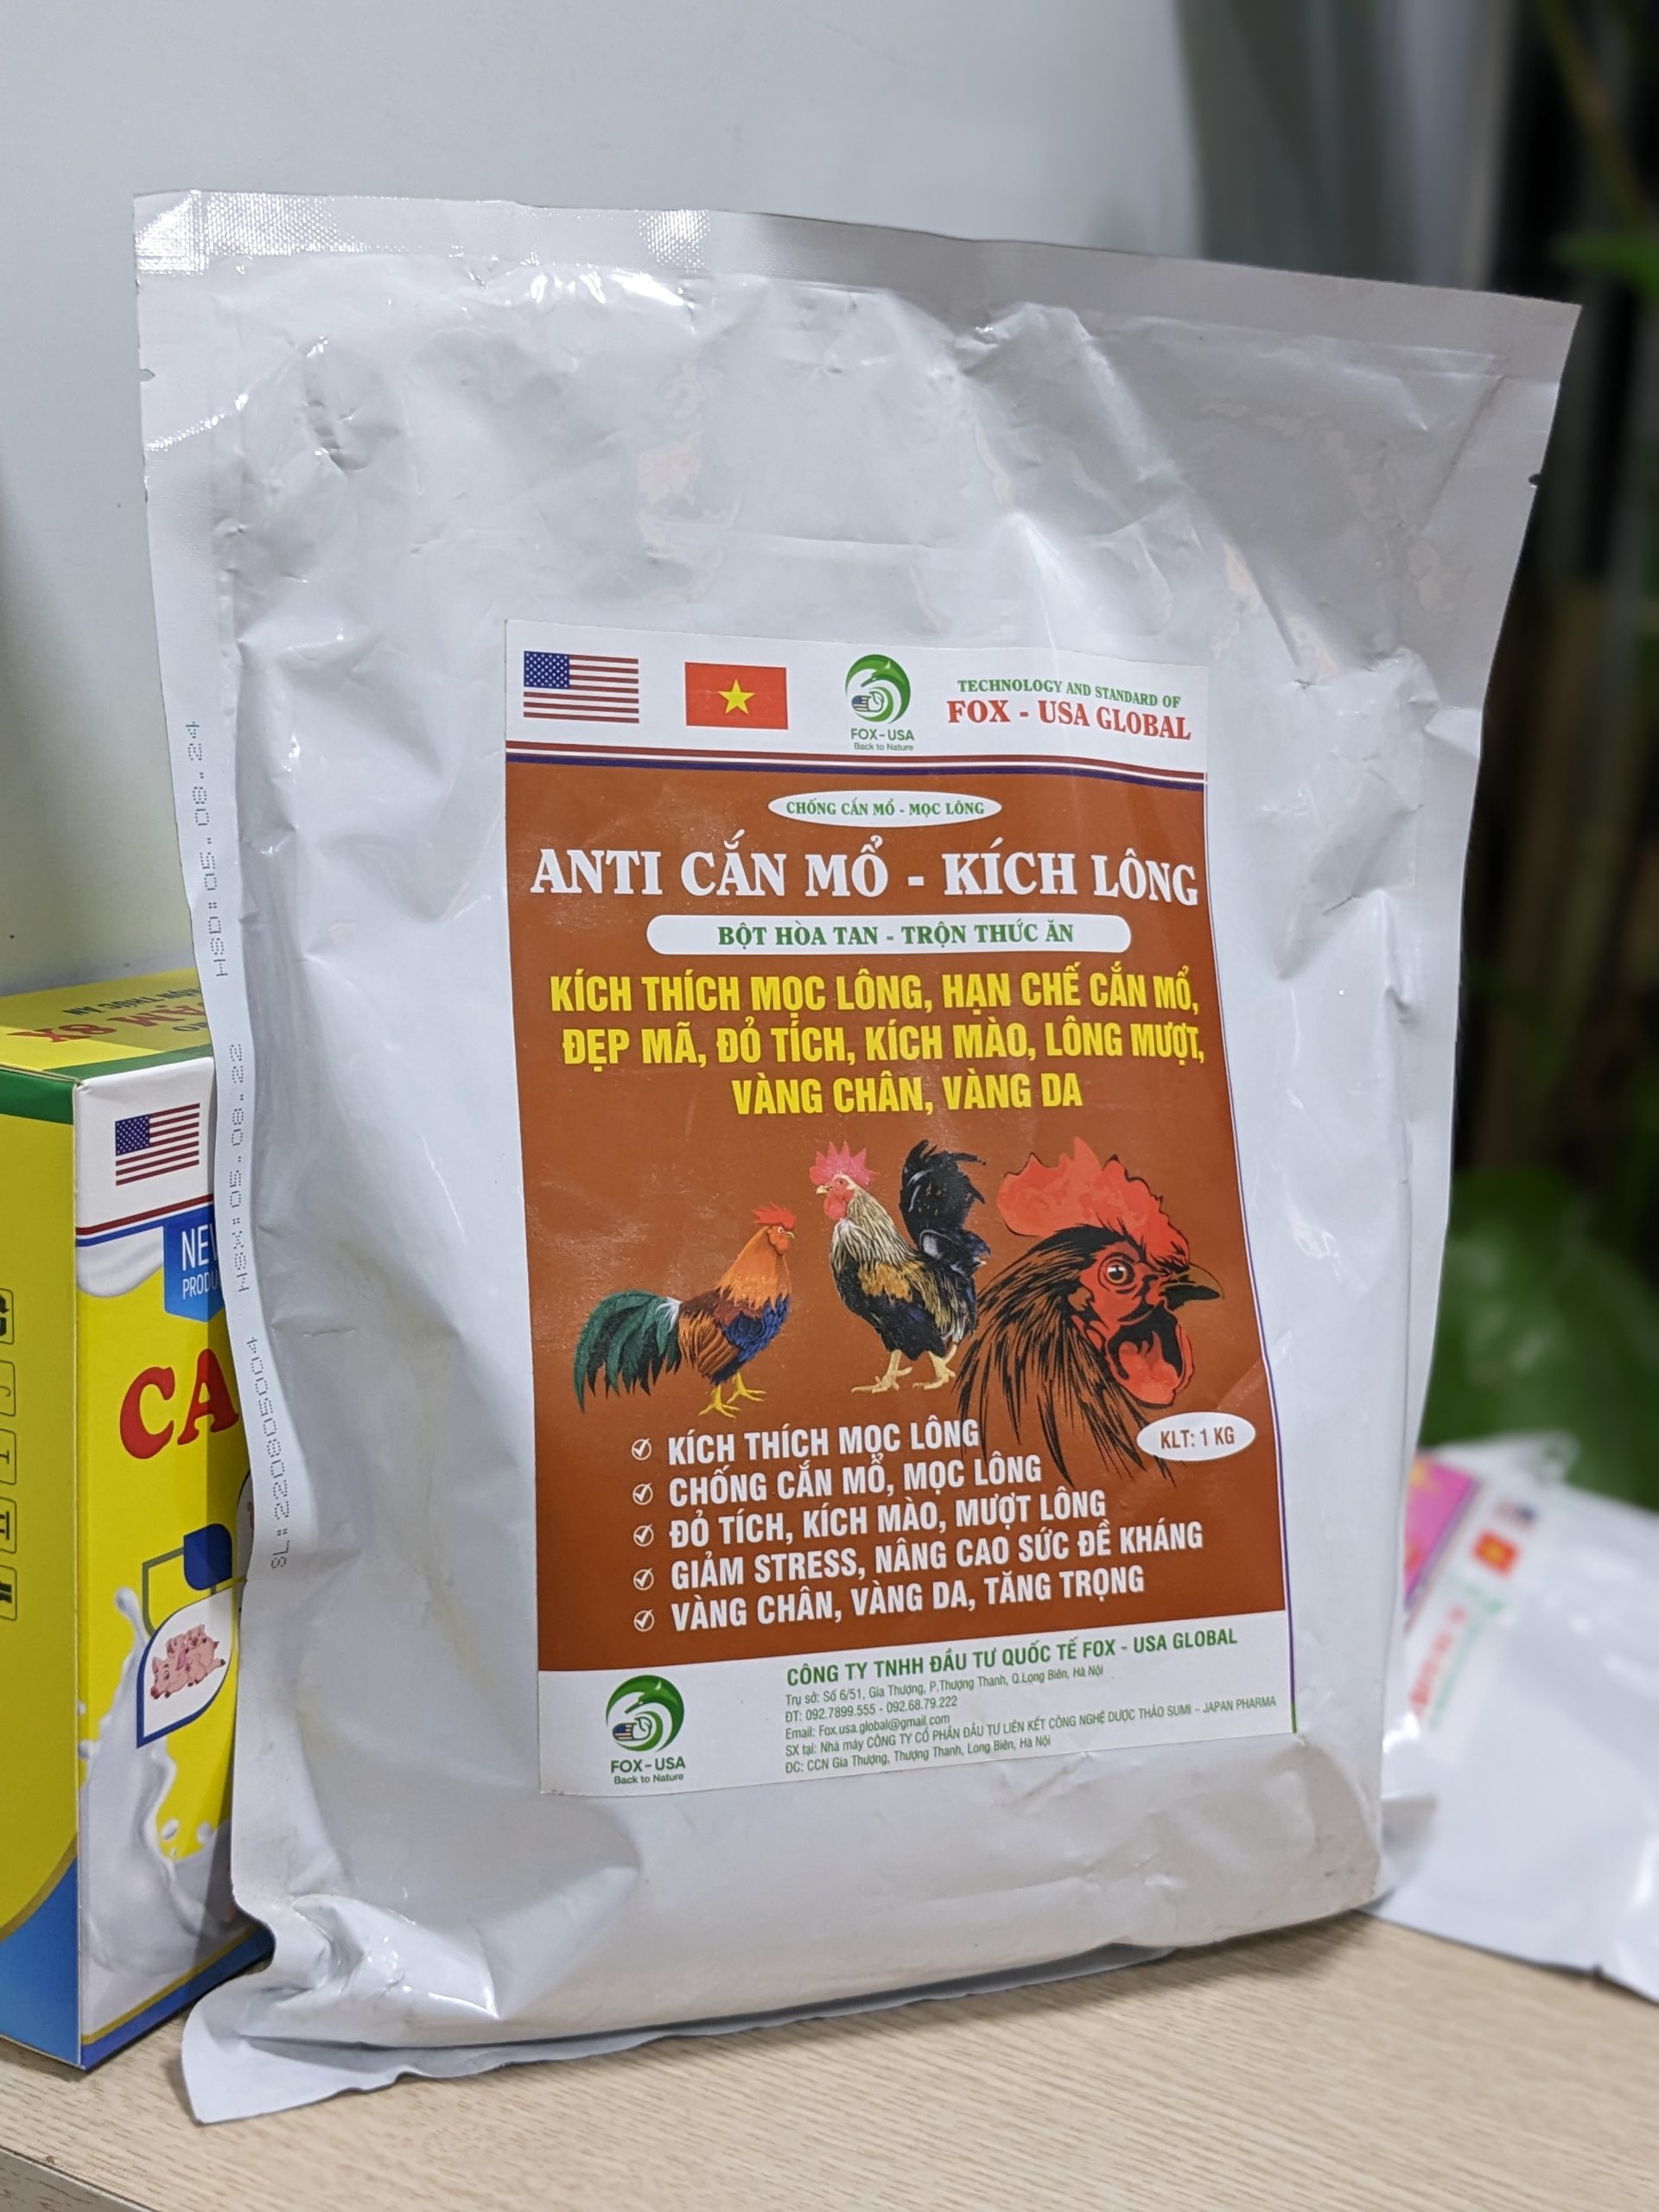 FOX-USA
Back to Nature
TECHNOLOGY AND STANDARD OF
FOX - USA GLOBAL
CHỐNG CẮN MỔ - MỌC LÔNG
ANTI CẮN MỔ - KÍCH LÔNG
BỘT HÒA TAN - TRỘN THỨC ĂN
KÍCH THÍCH MỌC LÔNG, HẠN CHẾ CẮN MỔ,
ĐẸP MÃ, ĐỎ TÍCH, KÍCH MÀO, LÔNG MƯỢT,
VÀNG CHÂN, VÀNG DA
KÍCH THÍCH MỌC LÔNG
CHỐNG CẮN MỔ, MỌC LÔNG
ĐỎ TÍCH, KÍCH MÀO, MƯỢT LÔNG
GIẢM STRESS, NÂNG CAO SỨC ĐỀ KHÁNG
VÀNG CHÂN, VÀNG DA, TĂNG TRỌNG
KLT: 1 KG
FOX-USA
Back to Nature
CÔNG TY TNHH ĐẦU TƯ QUỐC TẾ FOX - USA GLOBAL
Trụ sở: Số 6/51, Gia Thượng, P.Thượng Thanh, Q.Long Biên, Hà Nội
ĐT: 092.7899.555 - 092.68.79.222
Email: Fox.usa.global@gmail.com
SX tại: Nhà máy CÔNG TY CỔ PHẦN ĐẦU TƯ LIÊN KẾT CÔNG NGHỆ DƯỢC THẢO SUMI – JAPAN PHARMA
ĐC: CCN Gia Thượng, Thượng Thanh, Long Biên, Hà Nội
SL:220805004
NSX:05.08.22
HSD:05.08.24
ẠM 8X
TRỘN THỨC ĂN
NEW
PRODU
CA